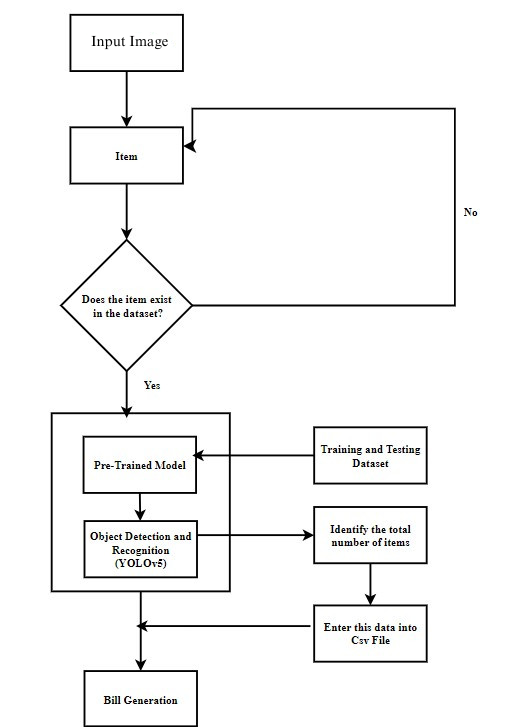 Input Image
Item
No
Does the item exist
in the dataset?
Yes
Pre-Trained Model
Training and Testing
Dataset
Object Detection and
Recognition
(YOLOv5)
Identify the total
number of items
Enter this data into
Csv File
Bill Generation